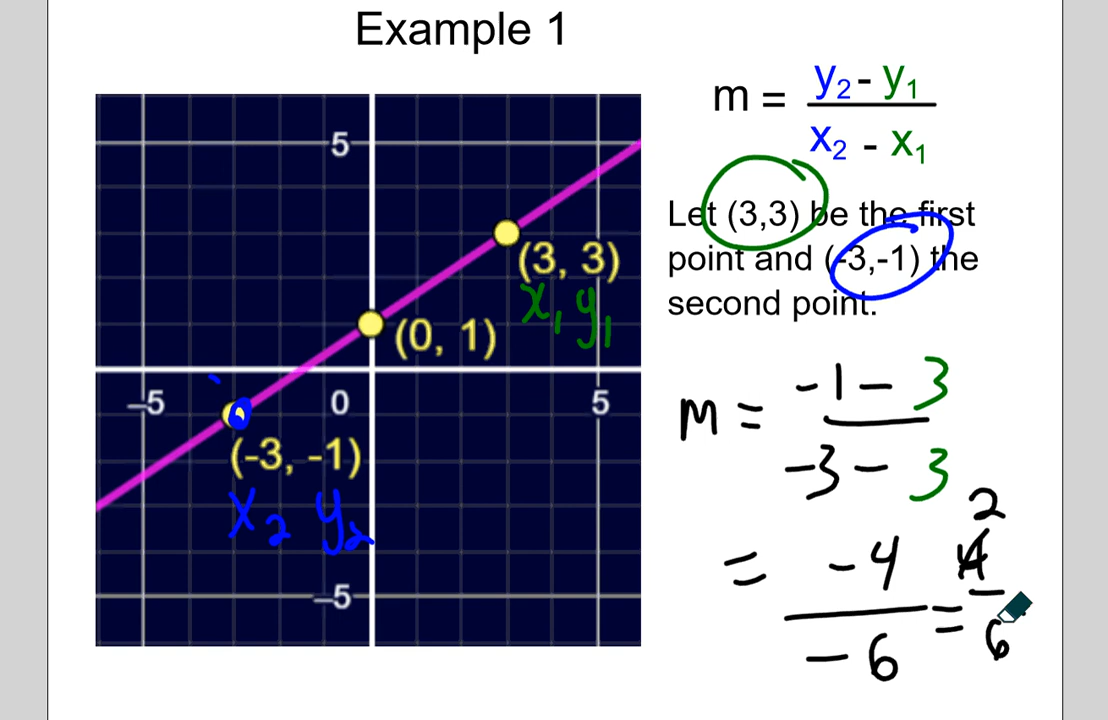 Example 1
m = y₂ - y₁
x₂ - x₁
Let (3,3) be the first
point and (-3,-1) the
second point.
5
(3, 3)
x₁ y₁
(0, 1)
-5
0
5
(-3, -1)
x₂ y₂
-5
m = -1 - 3
-3 - 3
2
= -4 = 4
-6 6